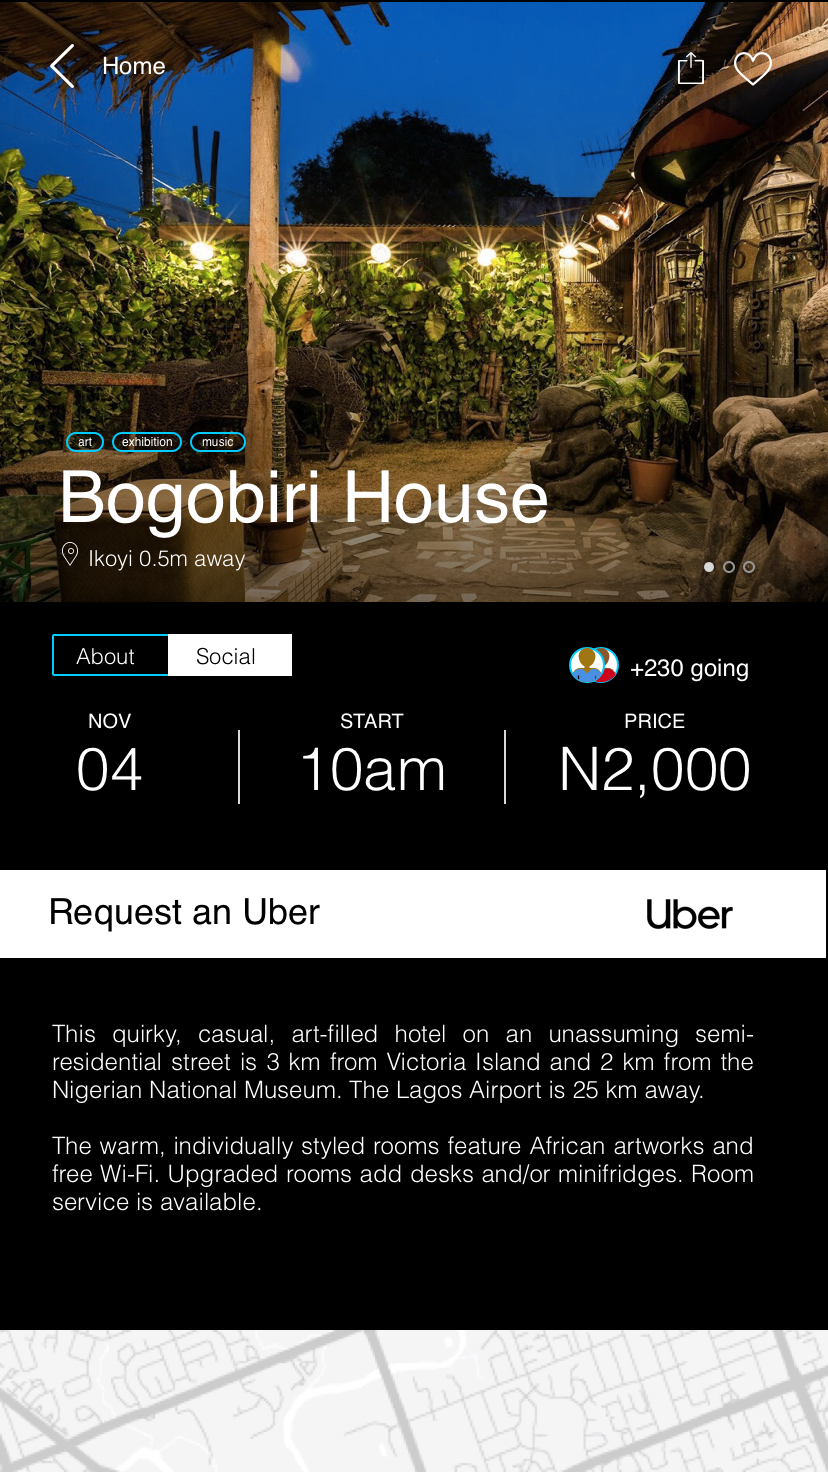 Home
art exhibition music
Bogobiri House
Ikoyi 0.5m away
About Social
+230 going
NOV START PRICE
04 10am N2,000
Request an Uber Uber
This quirky, casual, art-filled hotel on an unassuming semi-
residential street is 3 km from Victoria Island and 2 km from the
Nigerian National Museum. The Lagos Airport is 25 km away.
The warm, individually styled rooms feature African artworks and
free Wi-Fi. Upgraded rooms add desks and/or minifridges. Room
service is available.